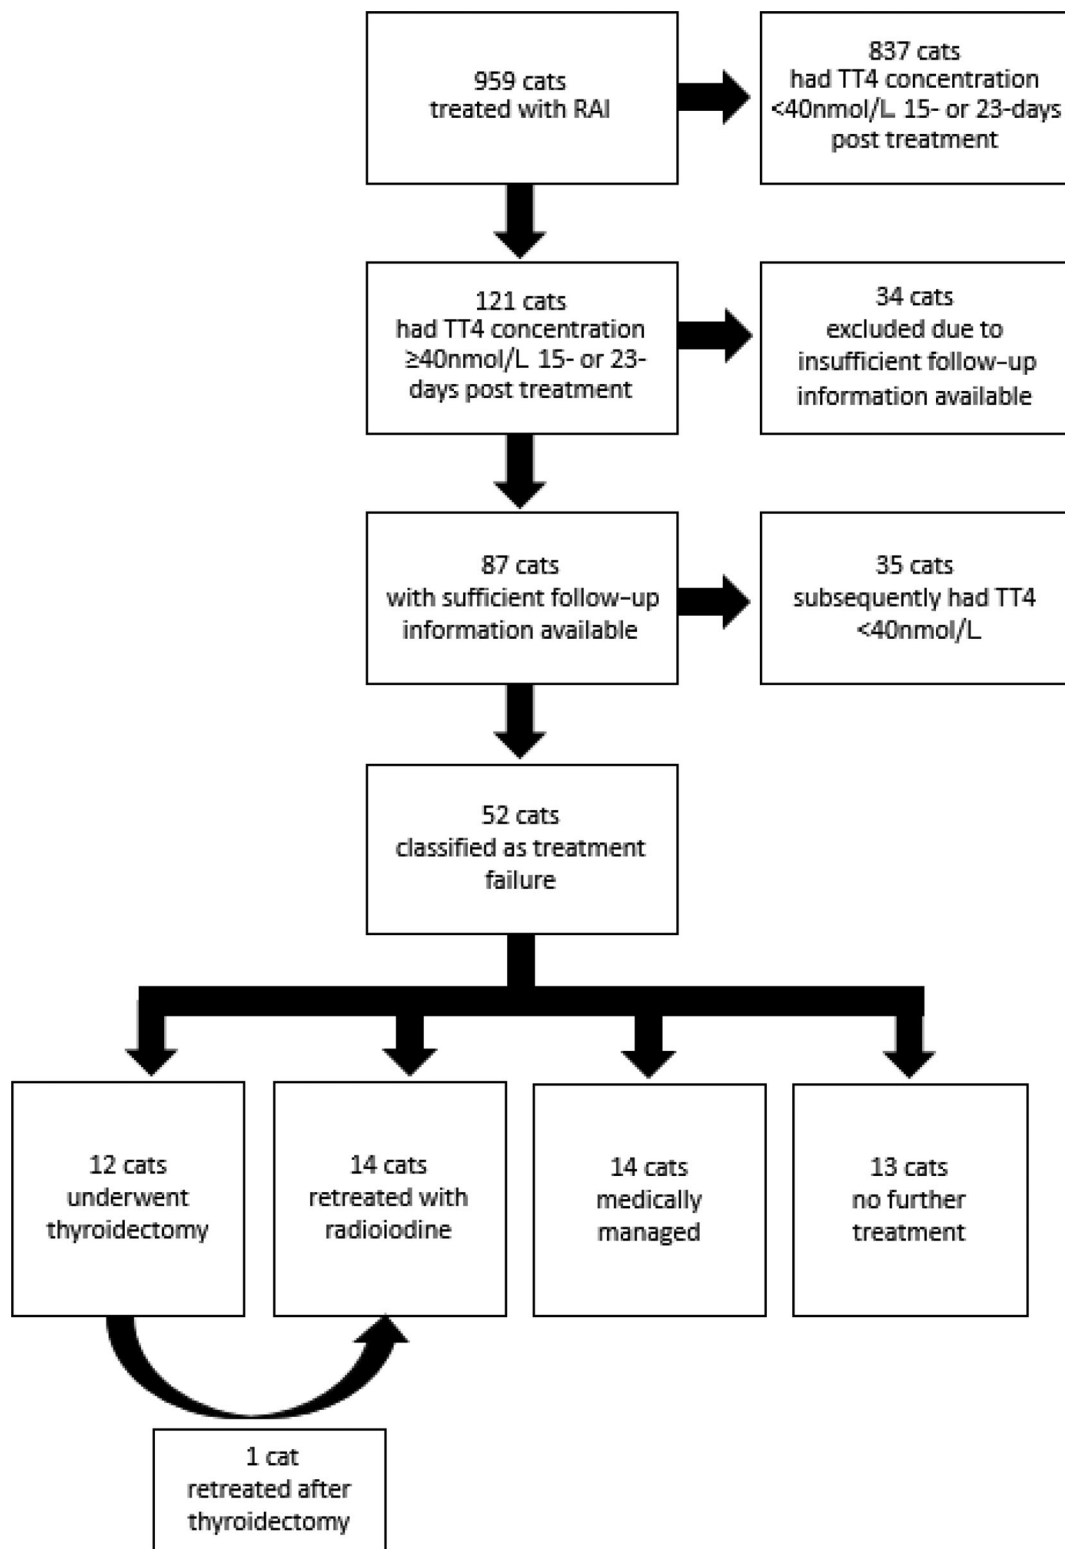 959 cats
treated with RAI
837 cats
had TT4 concentration
<40nmol/L 15- or 23-days
post treatment
121 cats
had TT4 concentration
≥40nmol/L 15- or 23-
days post treatment
34 cats
excluded due to
insufficient follow-up
information available
87 cats
with sufficient follow-up
information available
35 cats
subsequently had TT4
<40nmol/L
52 cats
classified as treatment
failure
12 cats
underwent
thyroidectomy
14 cats
retreated with
radioiodine
14 cats
medically
managed
13 cats
no further
treatment
1 cat
retreated after
thyroidectomy